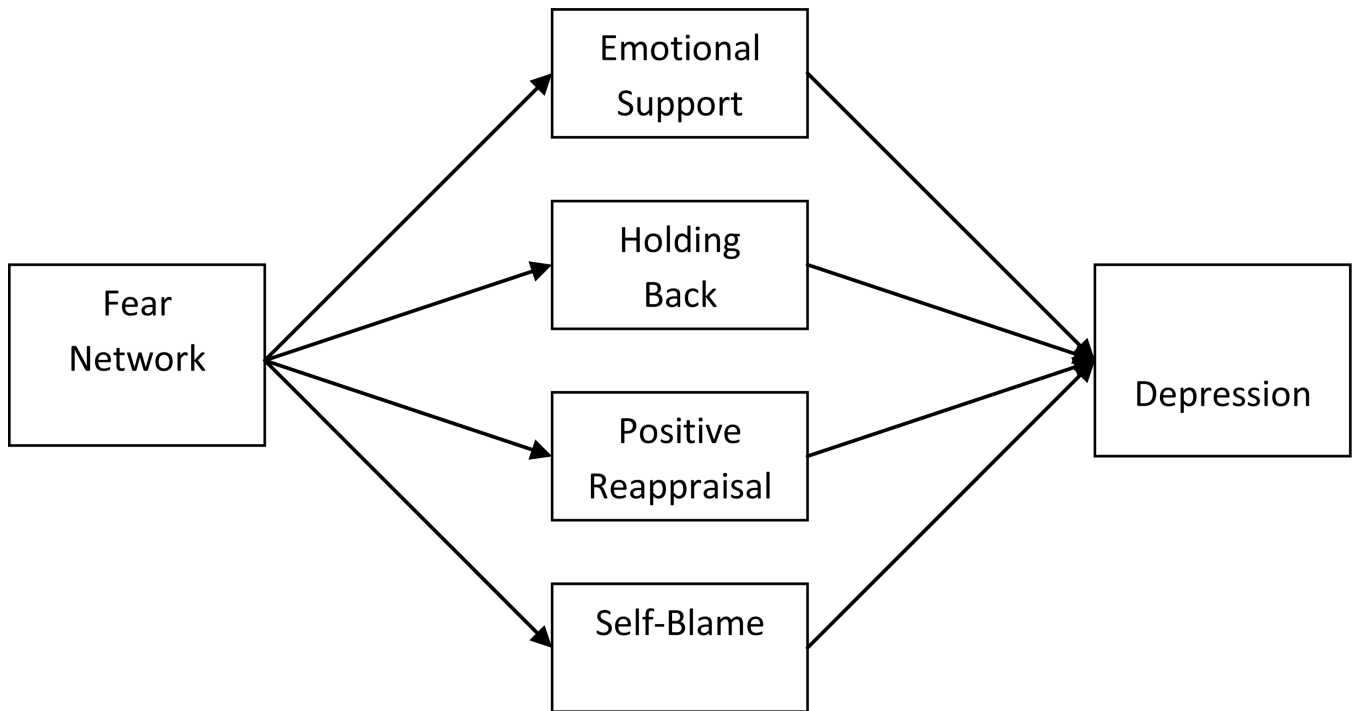 Emotional
Support
Holding
Back
Fear
Network
Positive
Reappraisal
Depression
Self-Blame